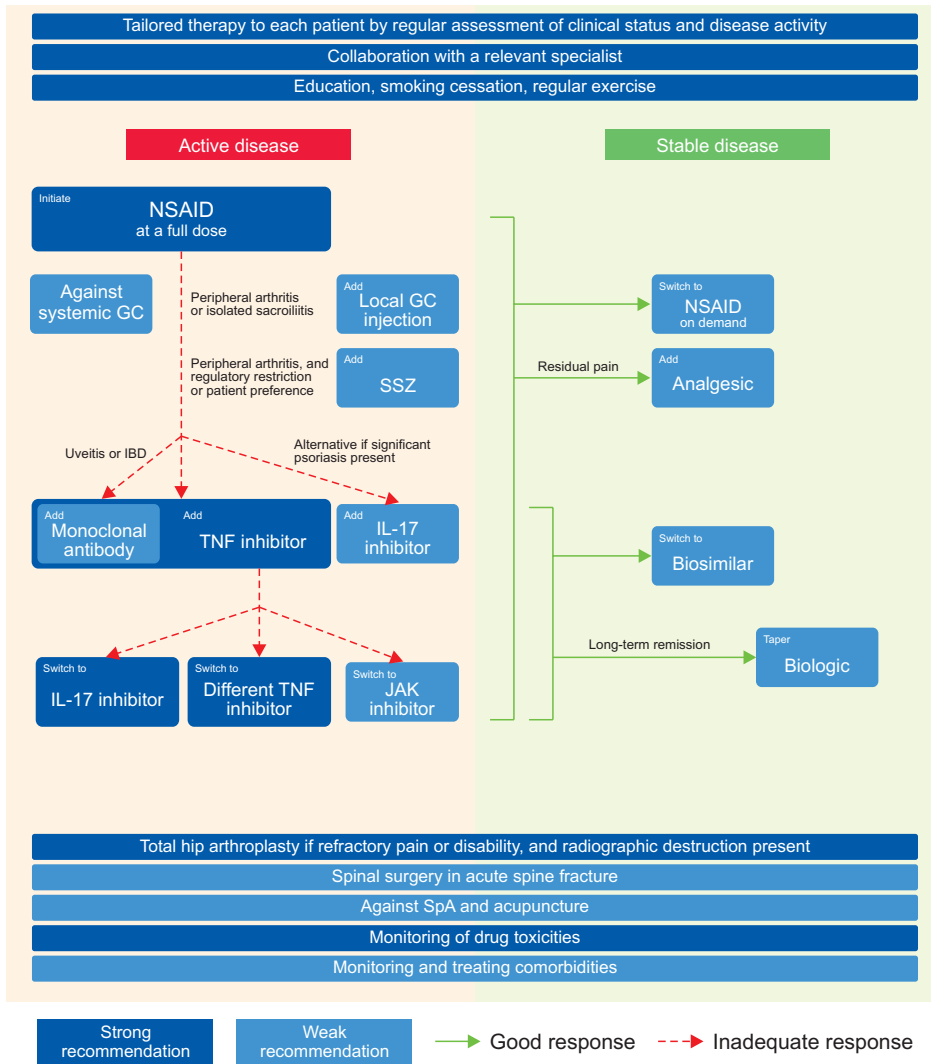 Tailored therapy to each patient by regular assessment of clinical status and disease activity
Collaboration with a relevant specialist
Education, smoking cessation, regular exercise
Active disease
Stable disease
Initiate
NSAID
at a full dose
Against
systemic GC
Peripheral arthritis
or isolated sacroiliitis
Add
Local GC
injection
Switch to
NSAID
on demand
Peripheral arthritis, and
regulatory restriction
or patient preference
Add
SSZ
Residual pain
Add
Analgesic
Uveitis or IBD
Alternative if significant
psoriasis present
Add
Monoclonal
antibody
Add
TNF inhibitor
Add
IL-17
inhibitor
Switch to
Biosimilar
Long-term remission
Taper
Biologic
Switch to
IL-17 inhibitor
Switch to
Different TNF
inhibitor
Switch to
JAK
inhibitor
Total hip arthroplasty if refractory pain or disability, and radiographic destruction present
Spinal surgery in acute spine fracture
Against SpA and acupuncture
Monitoring of drug toxicities
Monitoring and treating comorbidities
Strong
recommendation
Weak
recommendation
Good response
Inadequate response